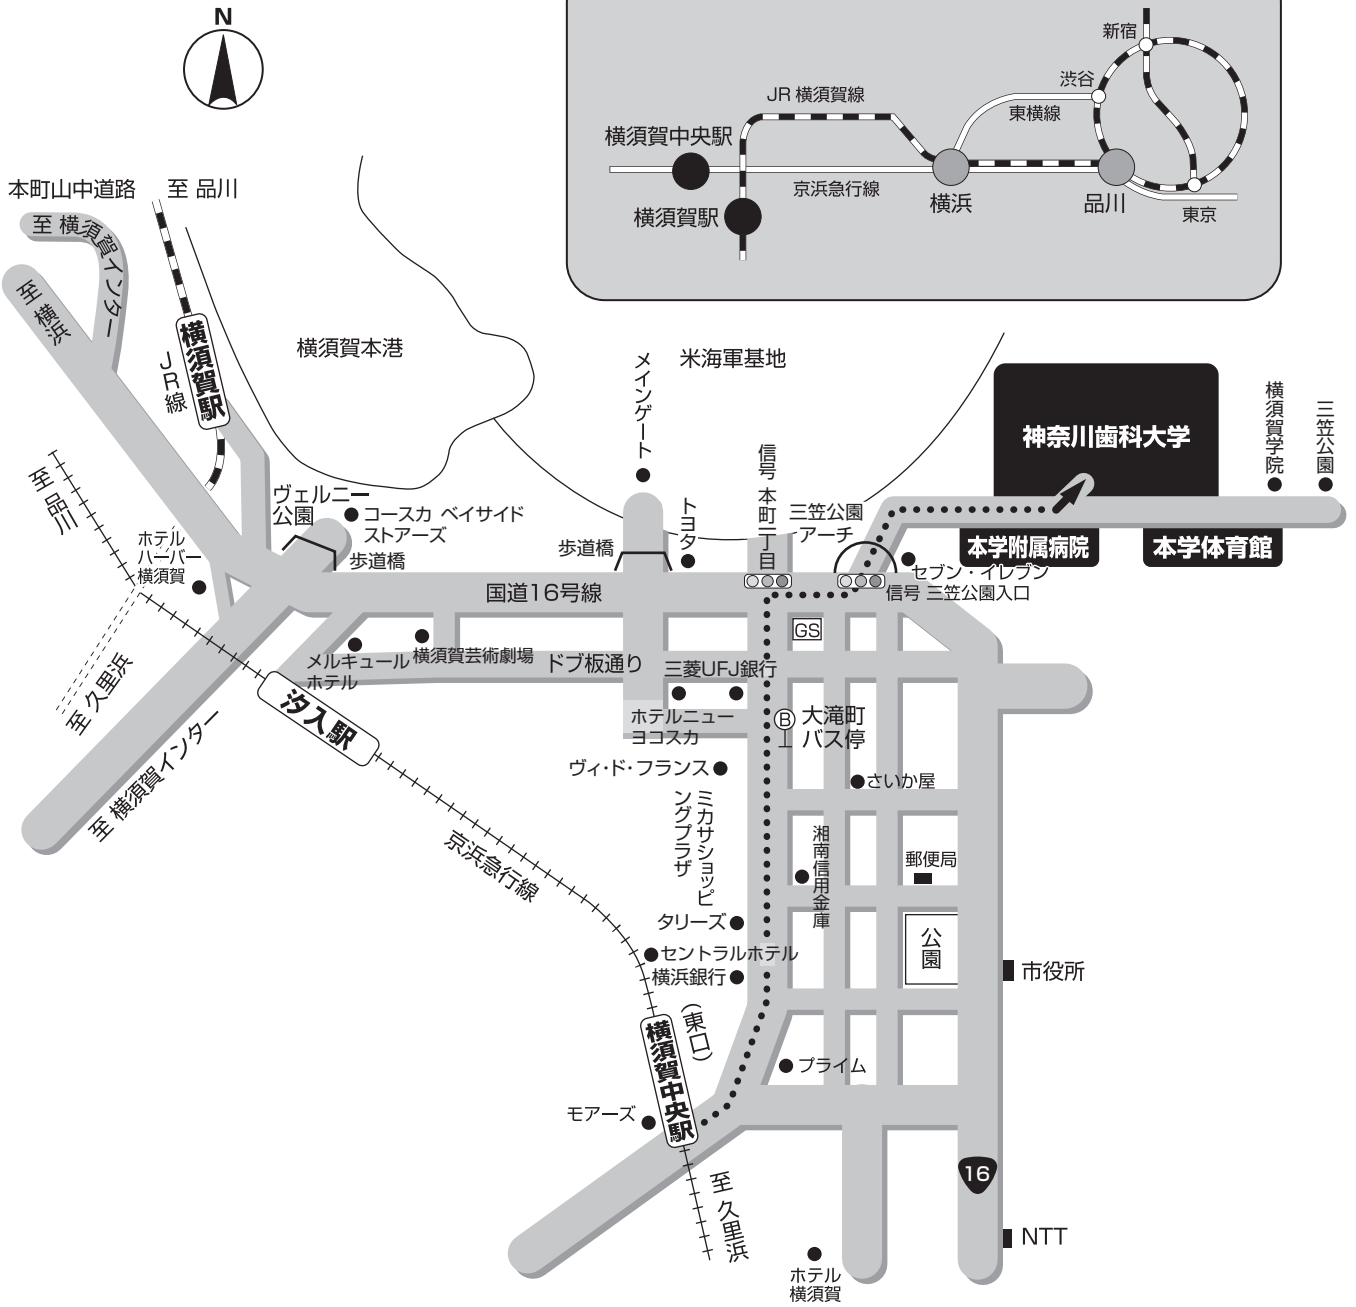 N
新宿
渋谷
JR 横須賀線
東横線
横須賀中央駅
京浜急行線
横浜
品川
東京
横須賀駅
本町山中道路
至 品川
至 横須賀インター
至 横浜
横須賀駅
JR線
横須賀本港
メインゲート
米海軍基地
神奈川歯科大学
横須賀学院
三笠公園
至 品川
ヴェルニー
公園
コースカ ベイサイド
ストアーズ
トヨタ
信号 本町一丁目
三笠公園
アーチ
本学附属病院
本学体育館
ホテル
ハーバー
横須賀
歩道橋
歩道橋
セブン・イレブン
信号 三笠公園入口
国道16号線
GS
メルキュール
ホテル
横須賀芸術劇場
ドブ板通り
三菱UFJ銀行
至 久里浜
汐入駅
ホテルニュー
ヨコスカ
B
大滝町
バス停
至 横須賀インター
ヴィ・ド・フランス
さいか屋
ミカサショッピ
ングプラザ
京浜急行線
湘南信用金庫
郵便局
タリーズ
公園
セントラルホテル
横浜銀行
市役所
横須賀中央駅
(東口)
プライム
モアーズ
至 久里浜
16
NTT
ホテル
横須賀